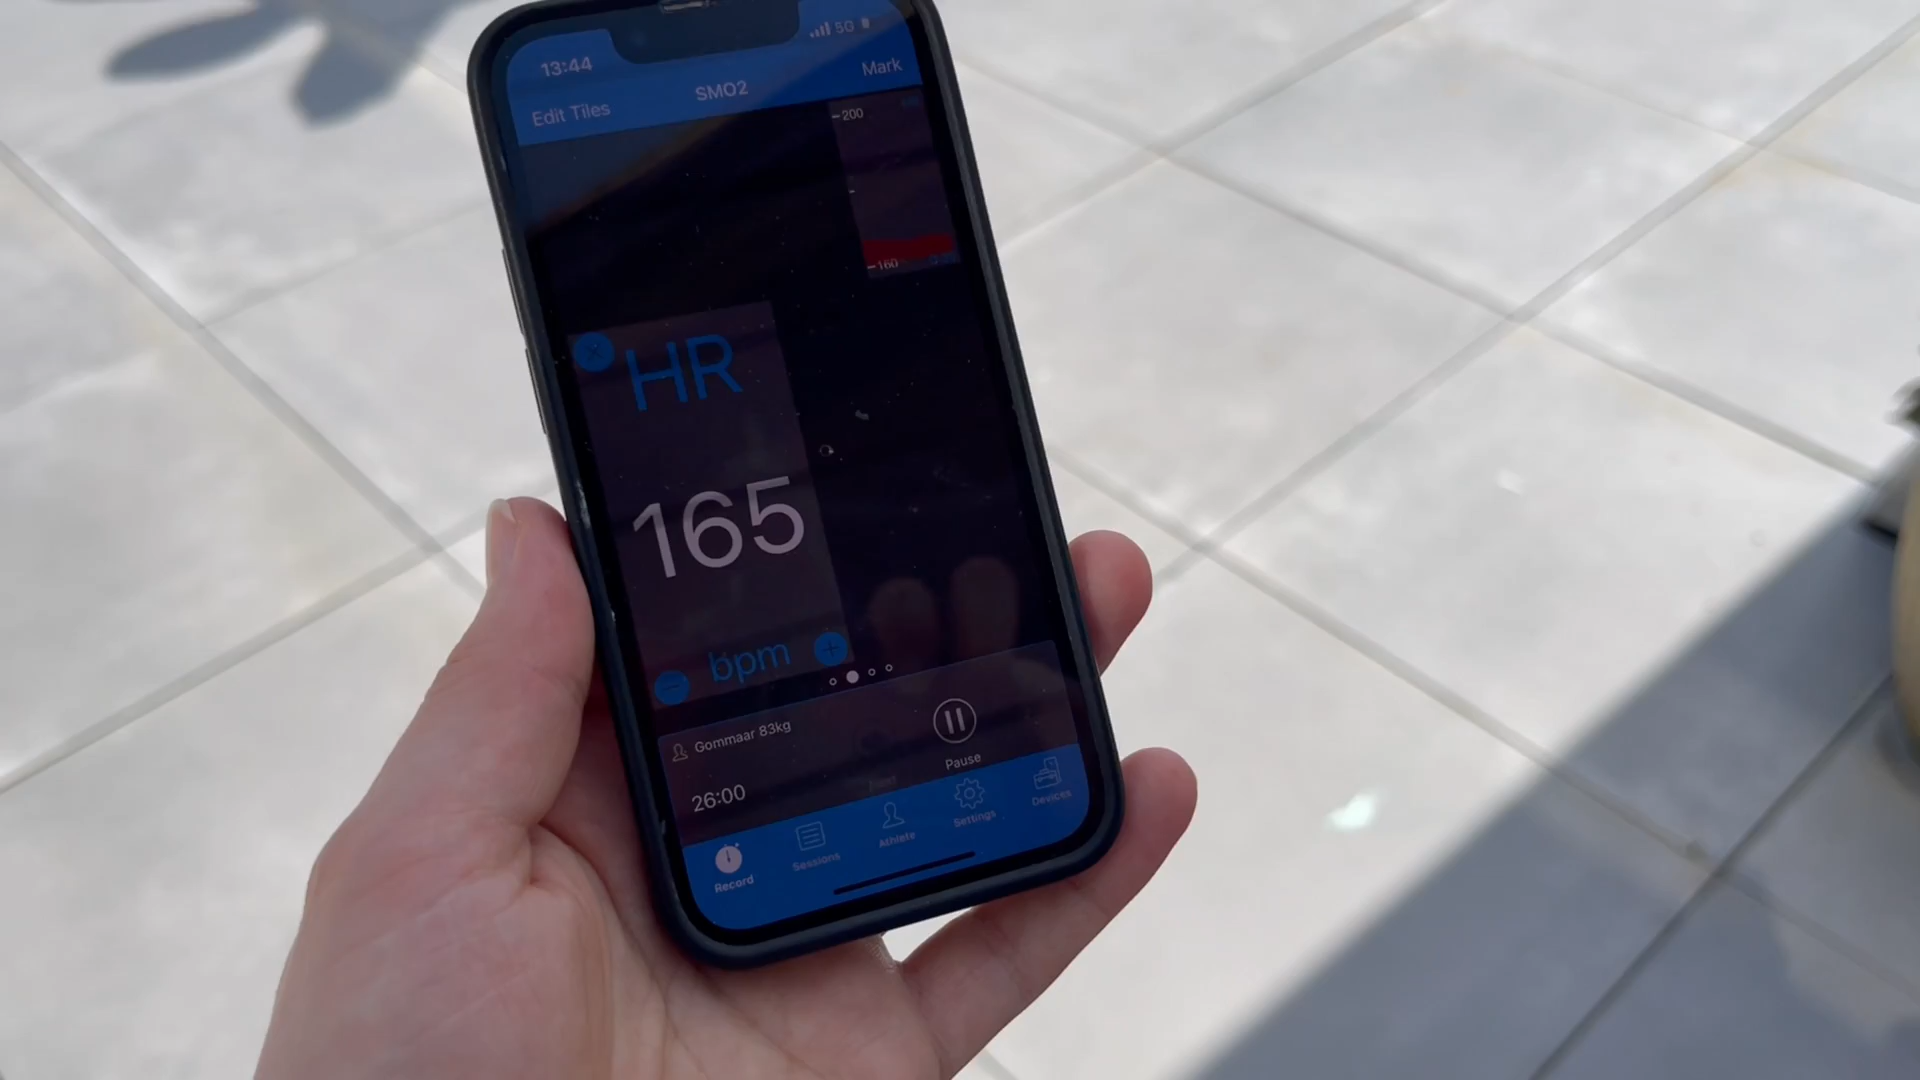 13:44
5G
Edit Tiles
SMO2
Mark
200
160
HR
165
bpm
Gommaar 83kg
26:00
Pause
Record
Sessions
Athlete
Settings
Devices